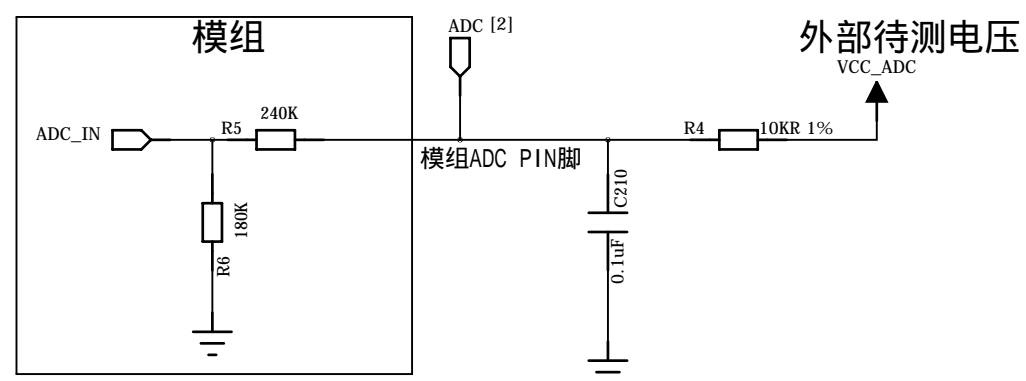 模组
ADC [2]
外部待测电压
VCC_ADC
ADC_IN
R5
240K
R4
10KR 1%
模组ADC PIN脚
180K
R6
C210
0.1uF